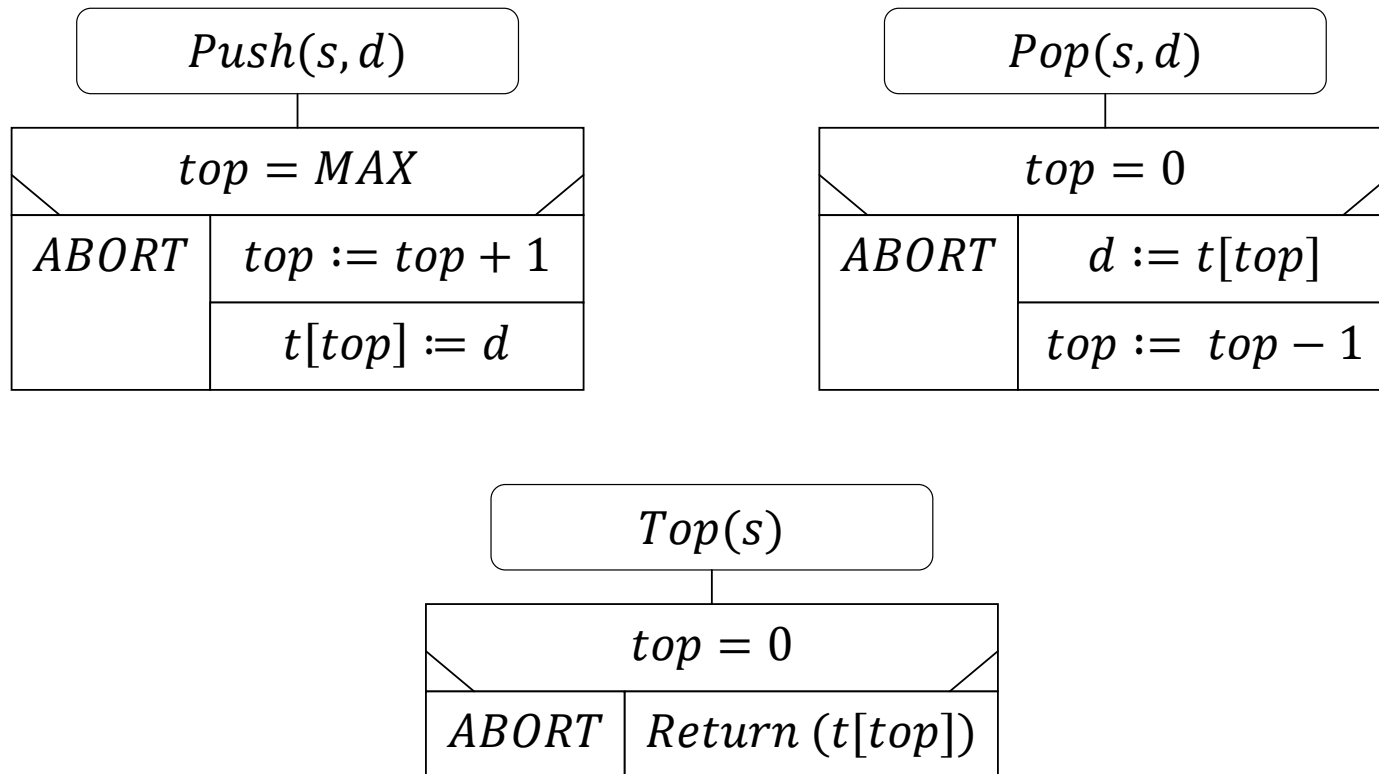 Push(s, d)
top = MAX
ABORT
top := top + 1
t[top] := d
Pop(s, d)
top = 0
ABORT
d := t[top]
top := top − 1
Top(s)
top = 0
ABORT
Return (t[top])